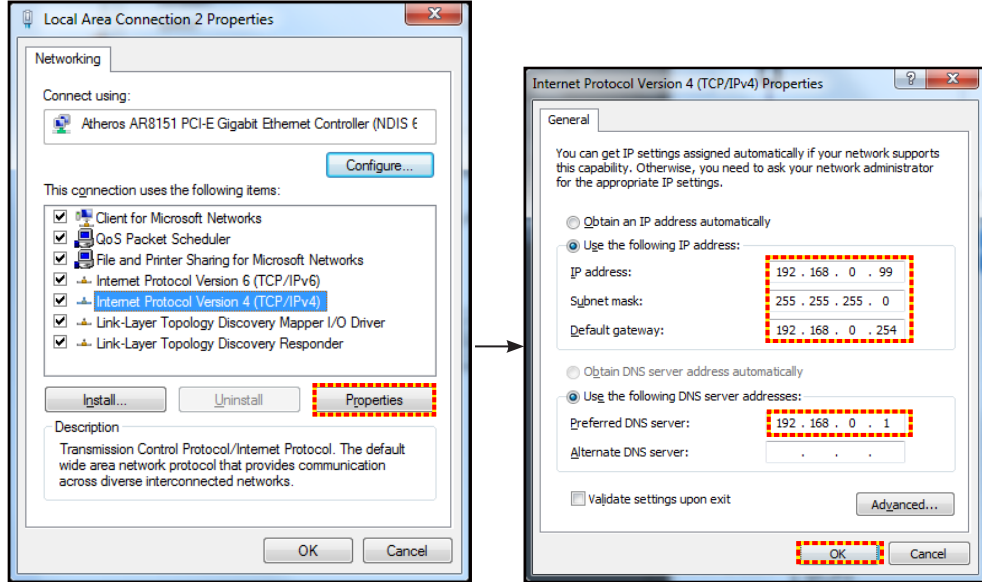 Local Area Connection 2 Properties
Networking
Connect using:
Atheros AR8151 PCI-E Gigabit Ethernet Controller (NDIS 6
Configure...
This connection uses the following items:
Client for Microsoft Networks
QoS Packet Scheduler
File and Printer Sharing for Microsoft Networks
Internet Protocol Version 6 (TCP/IPv6)
Internet Protocol Version 4 (TCP/IPv4)
Link-Layer Topology Discovery Mapper I/O Driver
Link-Layer Topology Discovery Responder
Install... Uninstall Properties
Description
Transmission Control Protocol/Internet Protocol. The default
wide area network protocol that provides communication
across diverse interconnected networks.
OK Cancel
Internet Protocol Version 4 (TCP/IPv4) Properties
General
You can get IP settings assigned automatically if your network supports
this capability. Otherwise, you need to ask your network administrator
for the appropriate IP settings.
Obtain an IP address automatically
Use the following IP address:
IP address: 192 . 168 . 0 . 99
Subnet mask: 255 . 255 . 255 . 0
Default gateway: 192 . 168 . 0 . 254
Obtain DNS server address automatically
Use the following DNS server addresses:
Preferred DNS server: 192 . 168 . 0 . 1
Alternate DNS server: . . .
Validate settings upon exit
Advanced...
OK Cancel